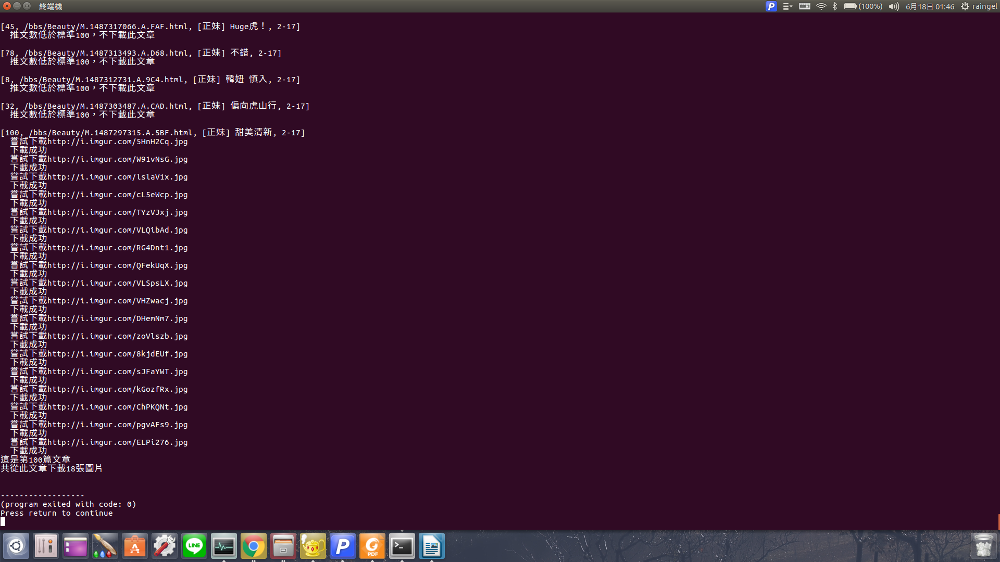 終端機
(100%)
6月18日 01:46
raingel
[45, /bbs/Beauty/M.1487317066.A.FAF.html, [正妹] Huge虎！, 2-17]
推文數低於標準100，不下載此文章
[78, /bbs/Beauty/M.1487313493.A.D68.html, [正妹] 不錯, 2-17]
推文數低於標準100，不下載此文章
[8, /bbs/Beauty/M.1487312731.A.9C4.html, [正妹] 韓妞 慎入, 2-17]
推文數低於標準100，不下載此文章
[32, /bbs/Beauty/M.1487303487.A.CAD.html, [正妹] 偏向虎山行, 2-17]
推文數低於標準100，不下載此文章
[100, /bbs/Beauty/M.1487297315.A.5BF.html, [正妹] 甜美清新, 2-17]
嘗試下載http://i.imgur.com/5HnH2Cq.jpg
下載成功
嘗試下載http://i.imgur.com/W91vNsG.jpg
下載成功
嘗試下載http://i.imgur.com/lslaV1x.jpg
下載成功
嘗試下載http://i.imgur.com/cL5eWcp.jpg
下載成功
嘗試下載http://i.imgur.com/TYzVJxj.jpg
下載成功
嘗試下載http://i.imgur.com/VLQibAd.jpg
下載成功
嘗試下載http://i.imgur.com/RG4Dnt1.jpg
下載成功
嘗試下載http://i.imgur.com/QFekUqX.jpg
下載成功
嘗試下載http://i.imgur.com/VLSpsLX.jpg
下載成功
嘗試下載http://i.imgur.com/VHZwacj.jpg
下載成功
嘗試下載http://i.imgur.com/DHemNm7.jpg
下載成功
嘗試下載http://i.imgur.com/zoVlszb.jpg
下載成功
嘗試下載http://i.imgur.com/8kjdEUf.jpg
下載成功
嘗試下載http://i.imgur.com/sJFaYWT.jpg
下載成功
嘗試下載http://i.imgur.com/kGozfRx.jpg
下載成功
嘗試下載http://i.imgur.com/ChPKQNt.jpg
下載成功
嘗試下載http://i.imgur.com/pgvAFs9.jpg
下載成功
嘗試下載http://i.imgur.com/ELPi276.jpg
下載成功
這是第100篇文章
共從此文章下載18張圖片
------------------
(program exited with code: 0)
Press return to continue
LINE
P
PDF